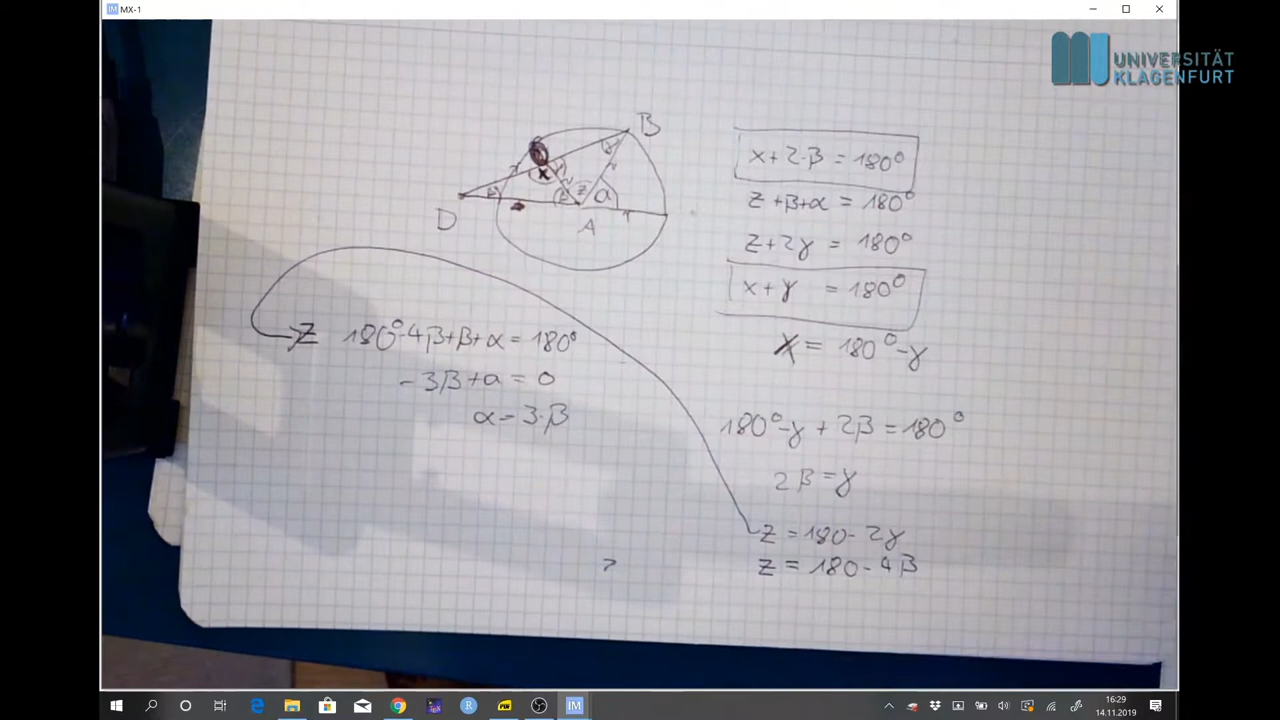 MX-1
UNIVERSITÄT
KLAGENFURT
B
D
A
x
z
α
x+2·β = 180°
z+β+α = 180°
z+2γ = 180°
x+γ = 180°
x = 180°-γ
180°-γ + 2β = 180°
2β = γ
z = 180 - 2γ
z = 180 - 4β
z 180°-4β+β+α = 180°
-3β+α = 0
α = 3·β
16:29
14.11.2019